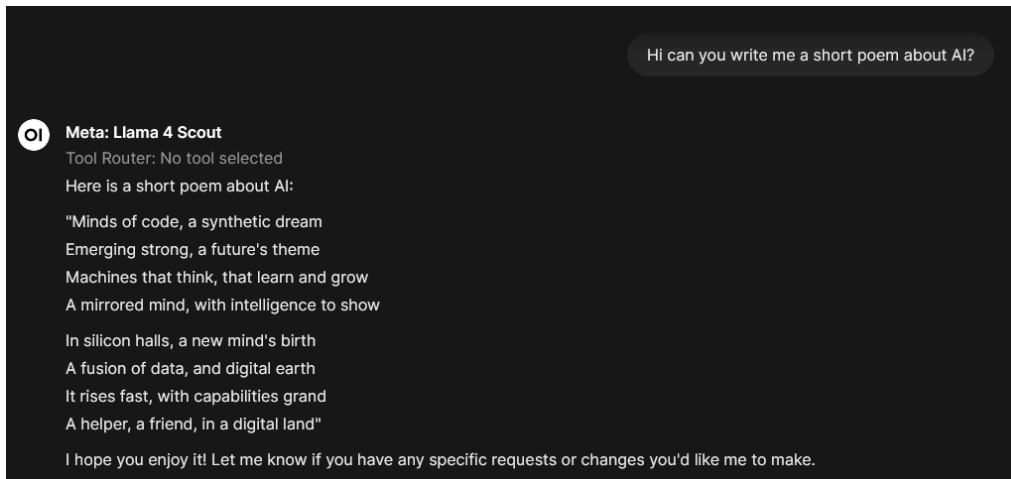 Hi can you write me a short poem about AI?
OI
Meta: Llama 4 Scout
Tool Router: No tool selected
Here is a short poem about AI:
"Minds of code, a synthetic dream
Emerging strong, a future's theme
Machines that think, that learn and grow
A mirrored mind, with intelligence to show
In silicon halls, a new mind's birth
A fusion of data, and digital earth
It rises fast, with capabilities grand
A helper, a friend, in a digital land"
I hope you enjoy it! Let me know if you have any specific requests or changes you'd like me to make.